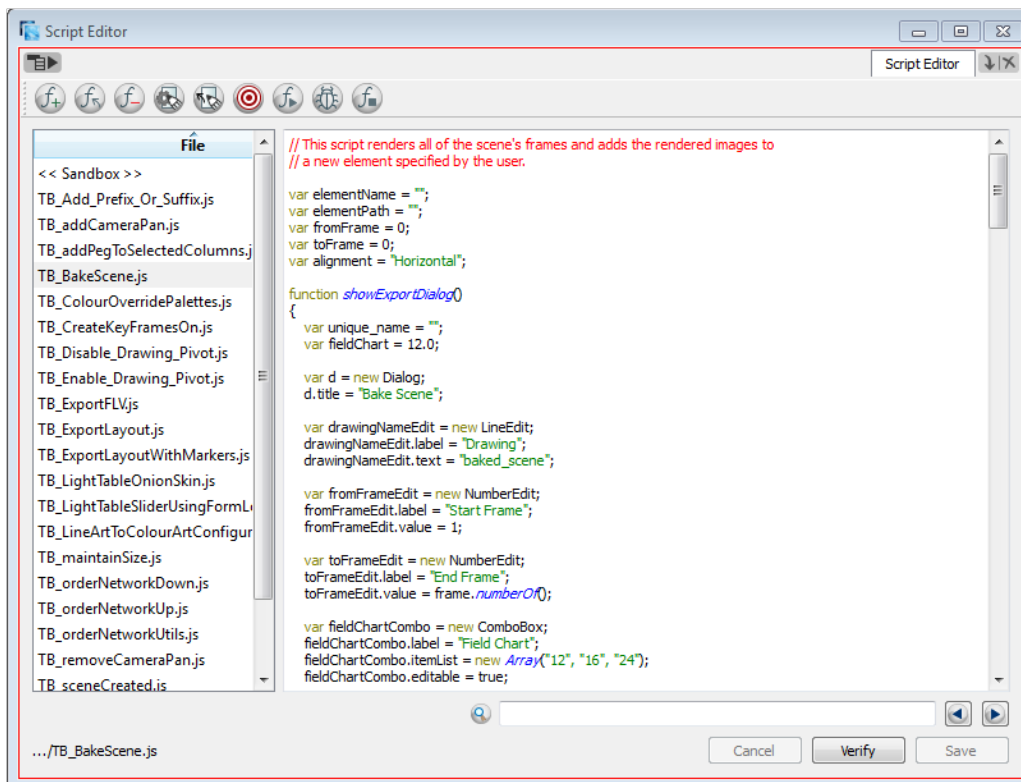 Script Editor
Script Editor
File
<< Sandbox >>
TB_Add_Prefix_Or_Suffix.js
TB_addCameraPan.js
TB_addPegToSelectedColumns.j
TB_BakeScene.js
TB_ColourOverridePalettes.js
TB_CreateKeyFramesOn.js
TB_Disable_Drawing_Pivot.js
TB_Enable_Drawing_Pivot.js
TB_ExportFLV.js
TB_ExportLayout.js
TB_ExportLayoutWithMarkers.js
TB_LightTableOnionSkin.js
TB_LightTableSliderUsingFormL
TB_LineArtToColourArtConfigur
TB_maintainSize.js
TB_orderNetworkDown.js
TB_orderNetworkUp.js
TB_orderNetworkUtils.js
TB_removeCameraPan.js
TB_sceneCreated.js
// This script renders all of the scene's frames and adds the rendered images to
// a new element specified by the user.
var elementName = "";
var elementPath = "";
var fromFrame = 0;
var toFrame = 0;
var alignment = "Horizontal";
function showExportDialog()
{
var unique_name = "";
var fieldChart = 12.0;
var d = new Dialog;
d.title = "Bake Scene";
var drawingNameEdit = new LineEdit;
drawingNameEdit.label = "Drawing";
drawingNameEdit.text = "baked_scene";
var fromFrameEdit = new NumberEdit;
fromFrameEdit.label = "Start Frame";
fromFrameEdit.value = 1;
var toFrameEdit = new NumberEdit;
toFrameEdit.label = "End Frame";
toFrameEdit.value = frame.numberOf();
var fieldChartCombo = new ComboBox;
fieldChartCombo.label = "Field Chart";
fieldChartCombo.itemList = new Array("12", "16", "24");
fieldChartCombo.editable = true;
.../TB_BakeScene.js
Cancel
Verify
Save